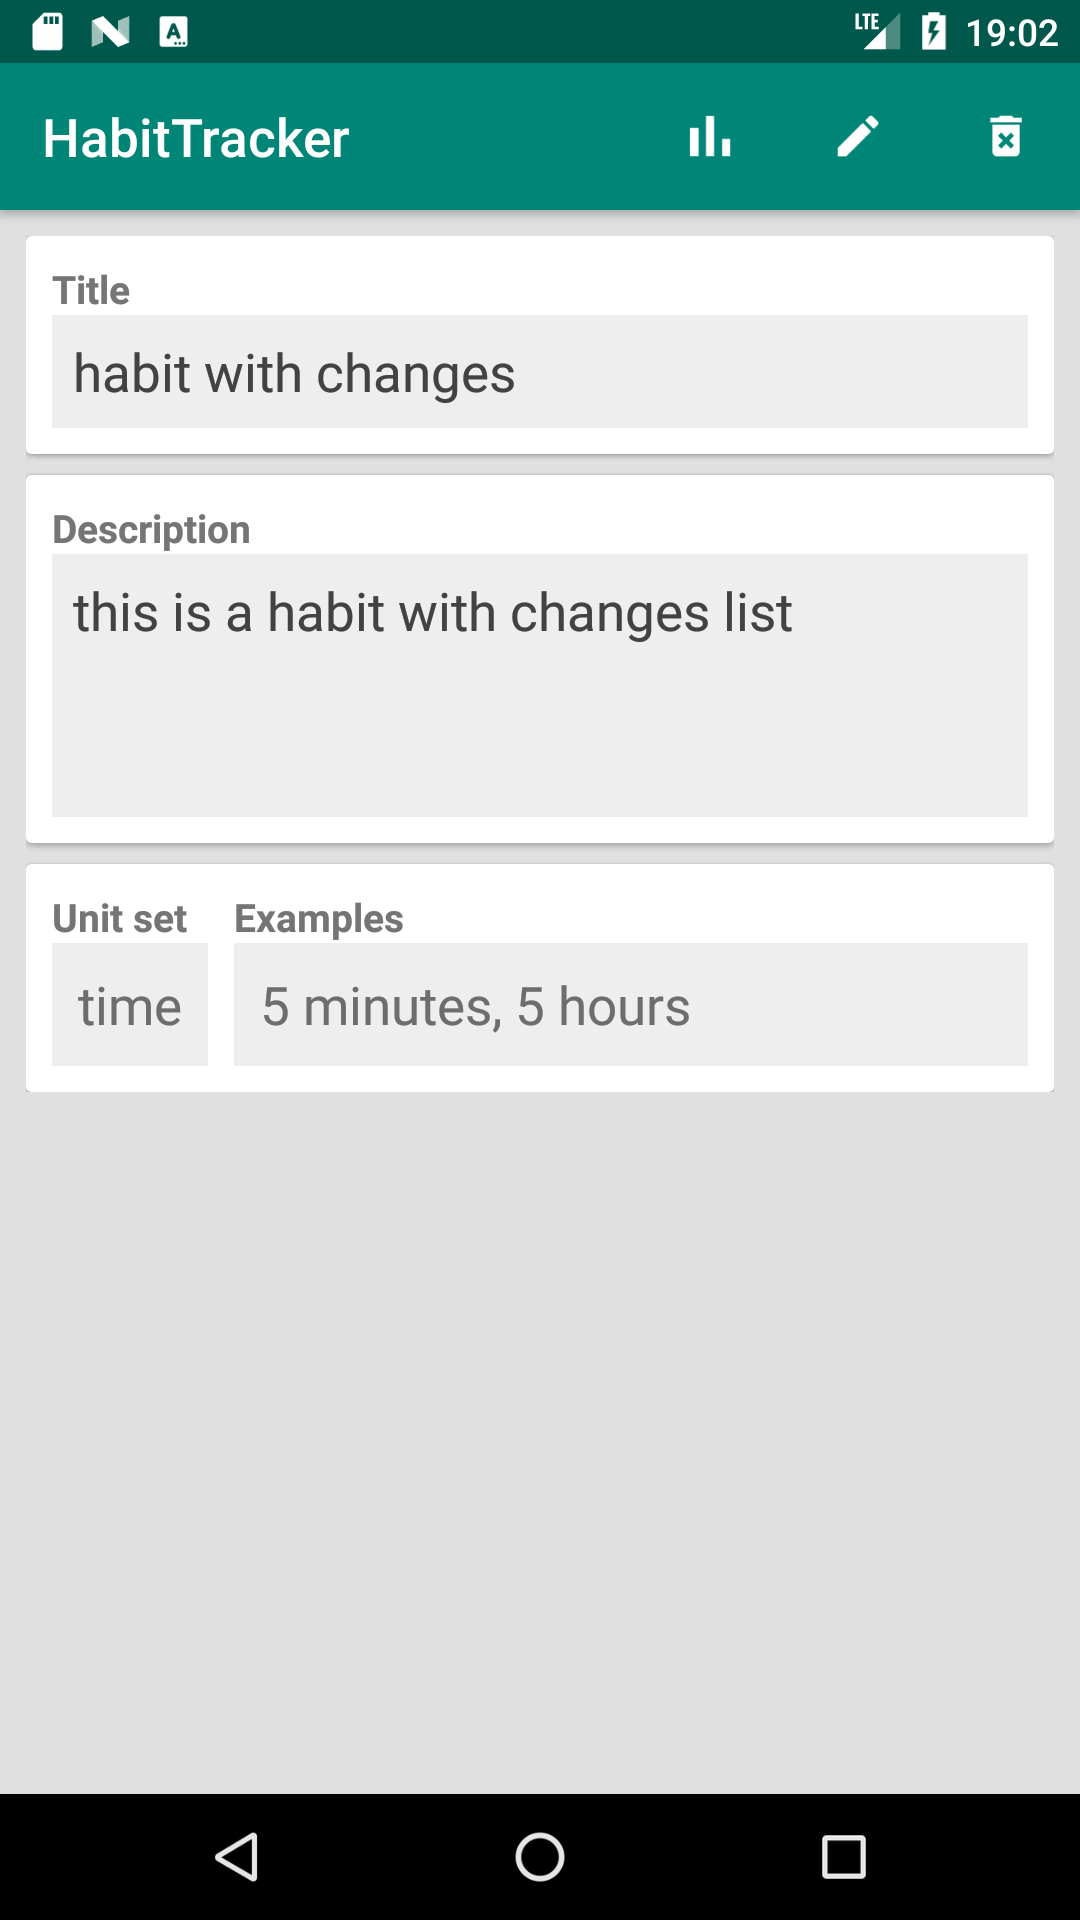 LTE 19:02
HabitTracker
Title
habit with changes
Description
this is a habit with changes list
Unit set Examples
time 5 minutes, 5 hours